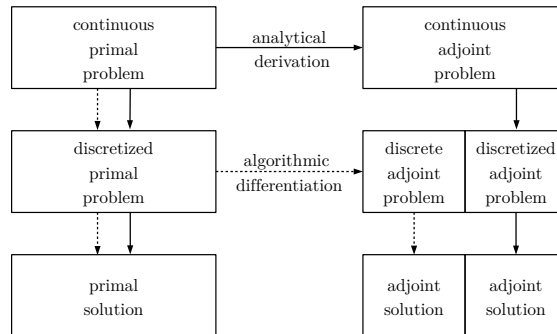 continuous
primal
problem
analytical
derivation
continuous
adjoint
problem
discretized
primal
problem
algorithmic
differentiation
discrete
adjoint
problem
discretized
adjoint
problem
primal
solution
adjoint
solution
adjoint
solution